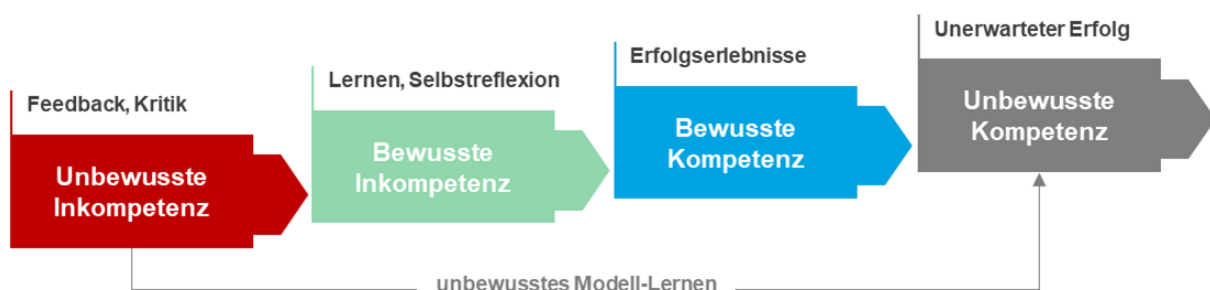 Feedback, Kritik
Unbewusste
Inkompetenz
Lernen, Selbstreflexion
Bewusste
Inkompetenz
Erfolgserlebnisse
Bewusste
Kompetenz
Unerwarteter Erfolg
Unbewusste
Kompetenz
unbewusstes Modell-Lernen